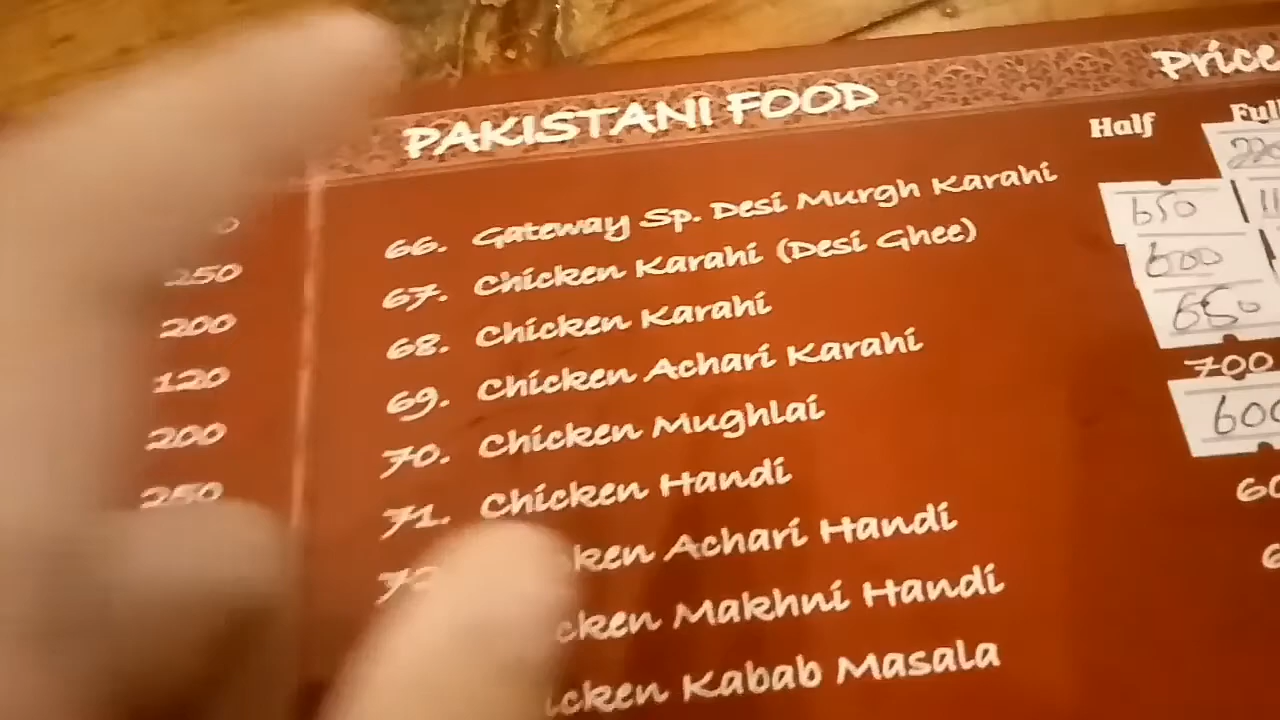 PAKISTANI FOOD
Price
Half
Full
66. Gateway Sp. Desi Murgh Karahi
67. Chicken Karahi (Desi Ghee) 650
68. Chicken Karahi 600
69. Chicken Achari Karahi 650
70. Chicken Mughlai 700
71. Chicken Handi 600
Achari Handi
Makhni Handi
Kabab Masala
250
200
120
200
250